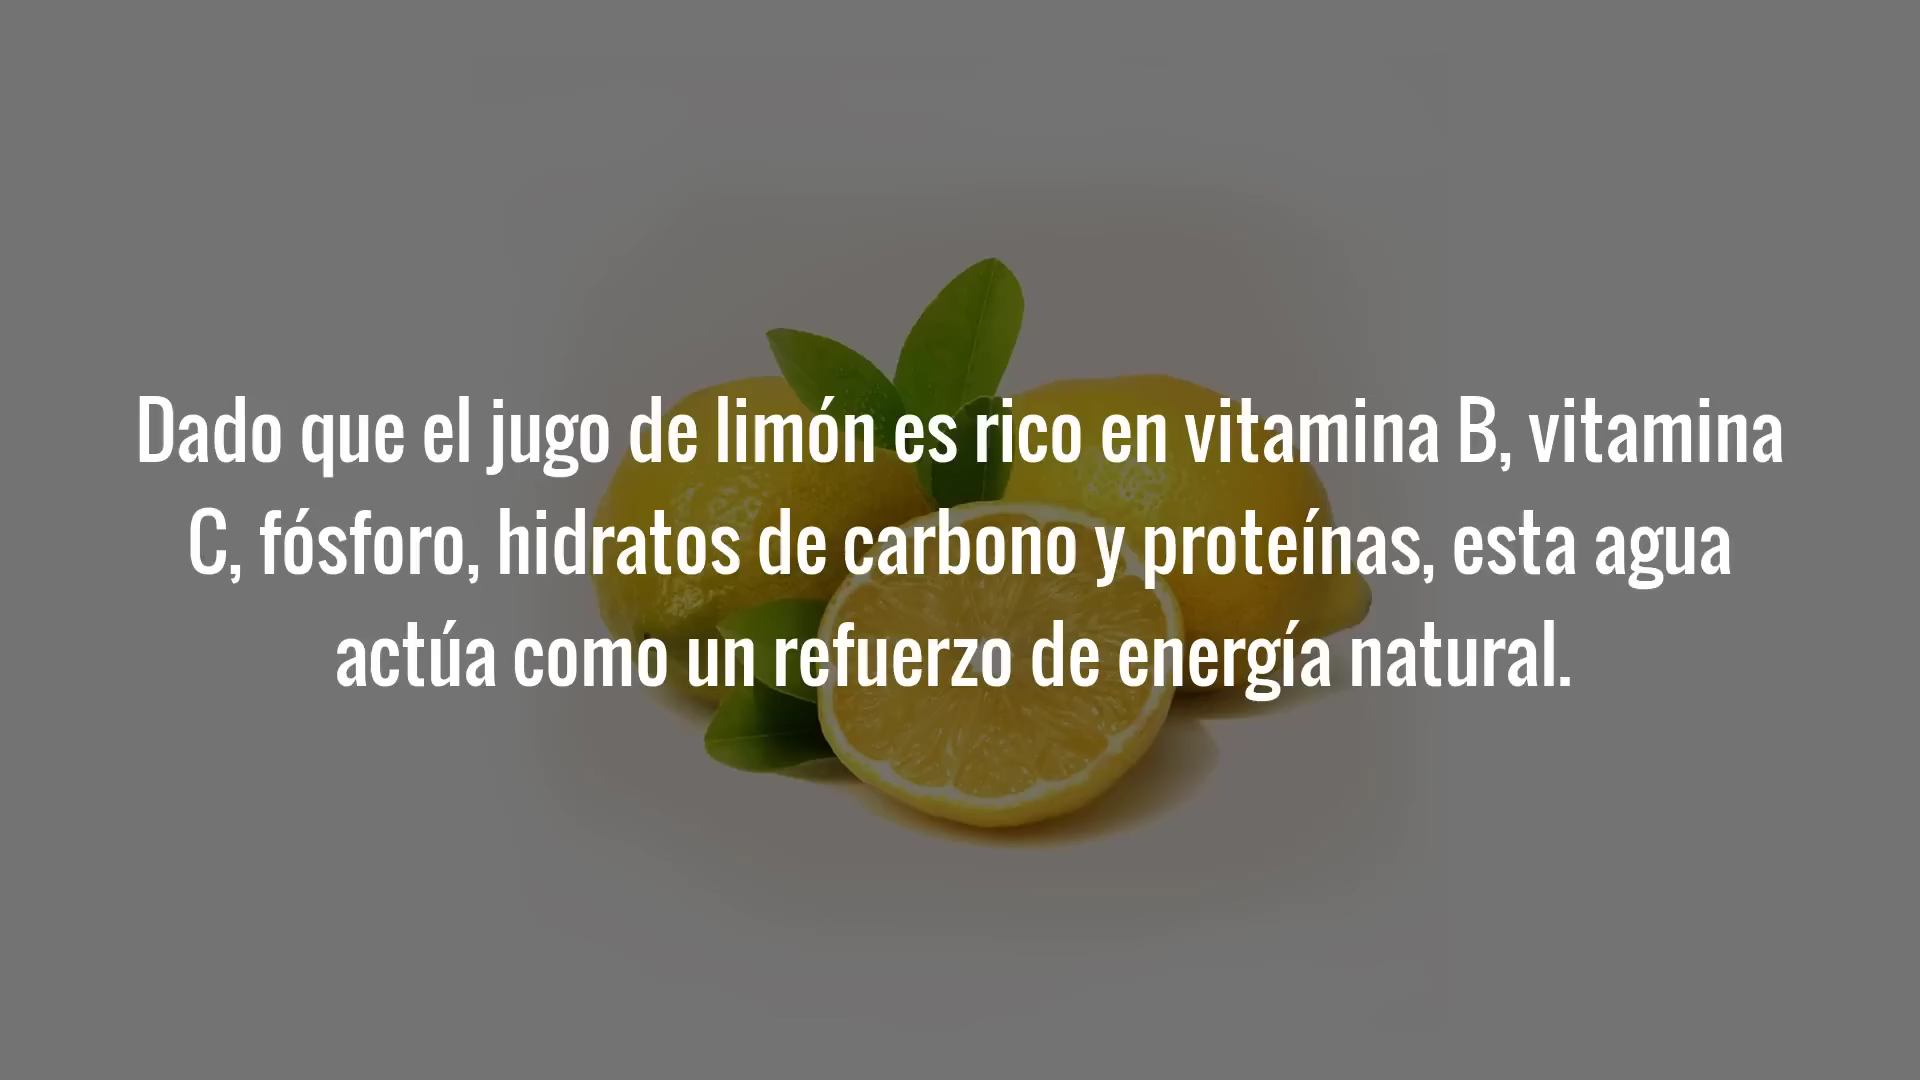 Dado que el jugo de limón es rico en vitamina B, vitamina
C, fósforo, hidratos de carbono y proteínas, esta agua
actúa como un refuerzo de energía natural.